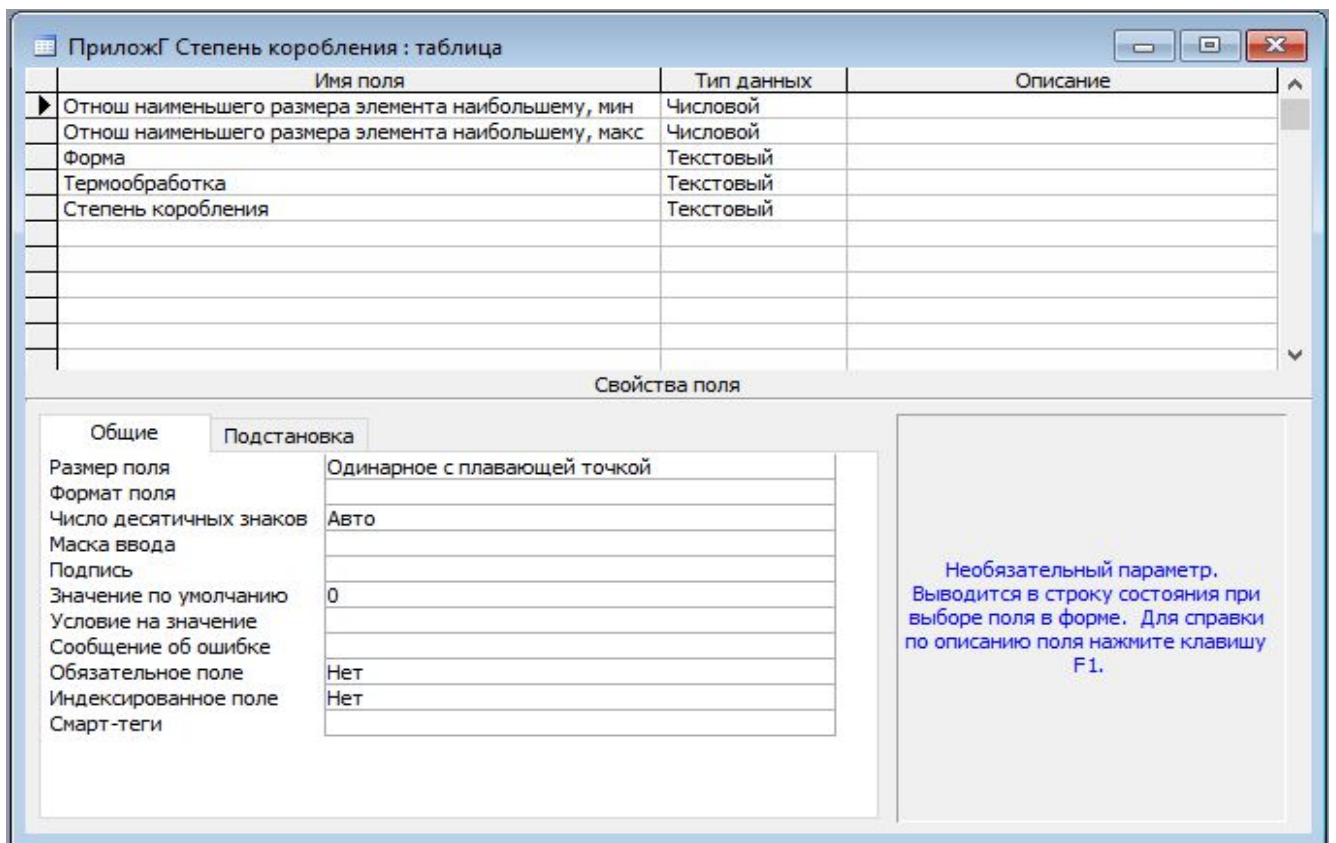 ПриложГ Степень коробления : таблица
Имя поля Тип данных Описание
Отнош наименьшего размера элемента наибольшему, мин Числовой
Отнош наименьшего размера элемента наибольшему, макс Числовой
Форма Текстовый
Термообработка Текстовый
Степень коробления Текстовый
Свойства поля
Общие Подстановка
Размер поля Одинарное с плавающей точкой
Формат поля
Число десятичных знаков Авто
Маска ввода
Подпись
Значение по умолчанию 0
Условие на значение
Сообщение об ошибке
Обязательное поле Нет
Индексированное поле Нет
Смарт-теги
Необязательный параметр.
Выводится в строку состояния при
выборе поля в форме. Для справки
по описанию поля нажмите клавишу
F1.